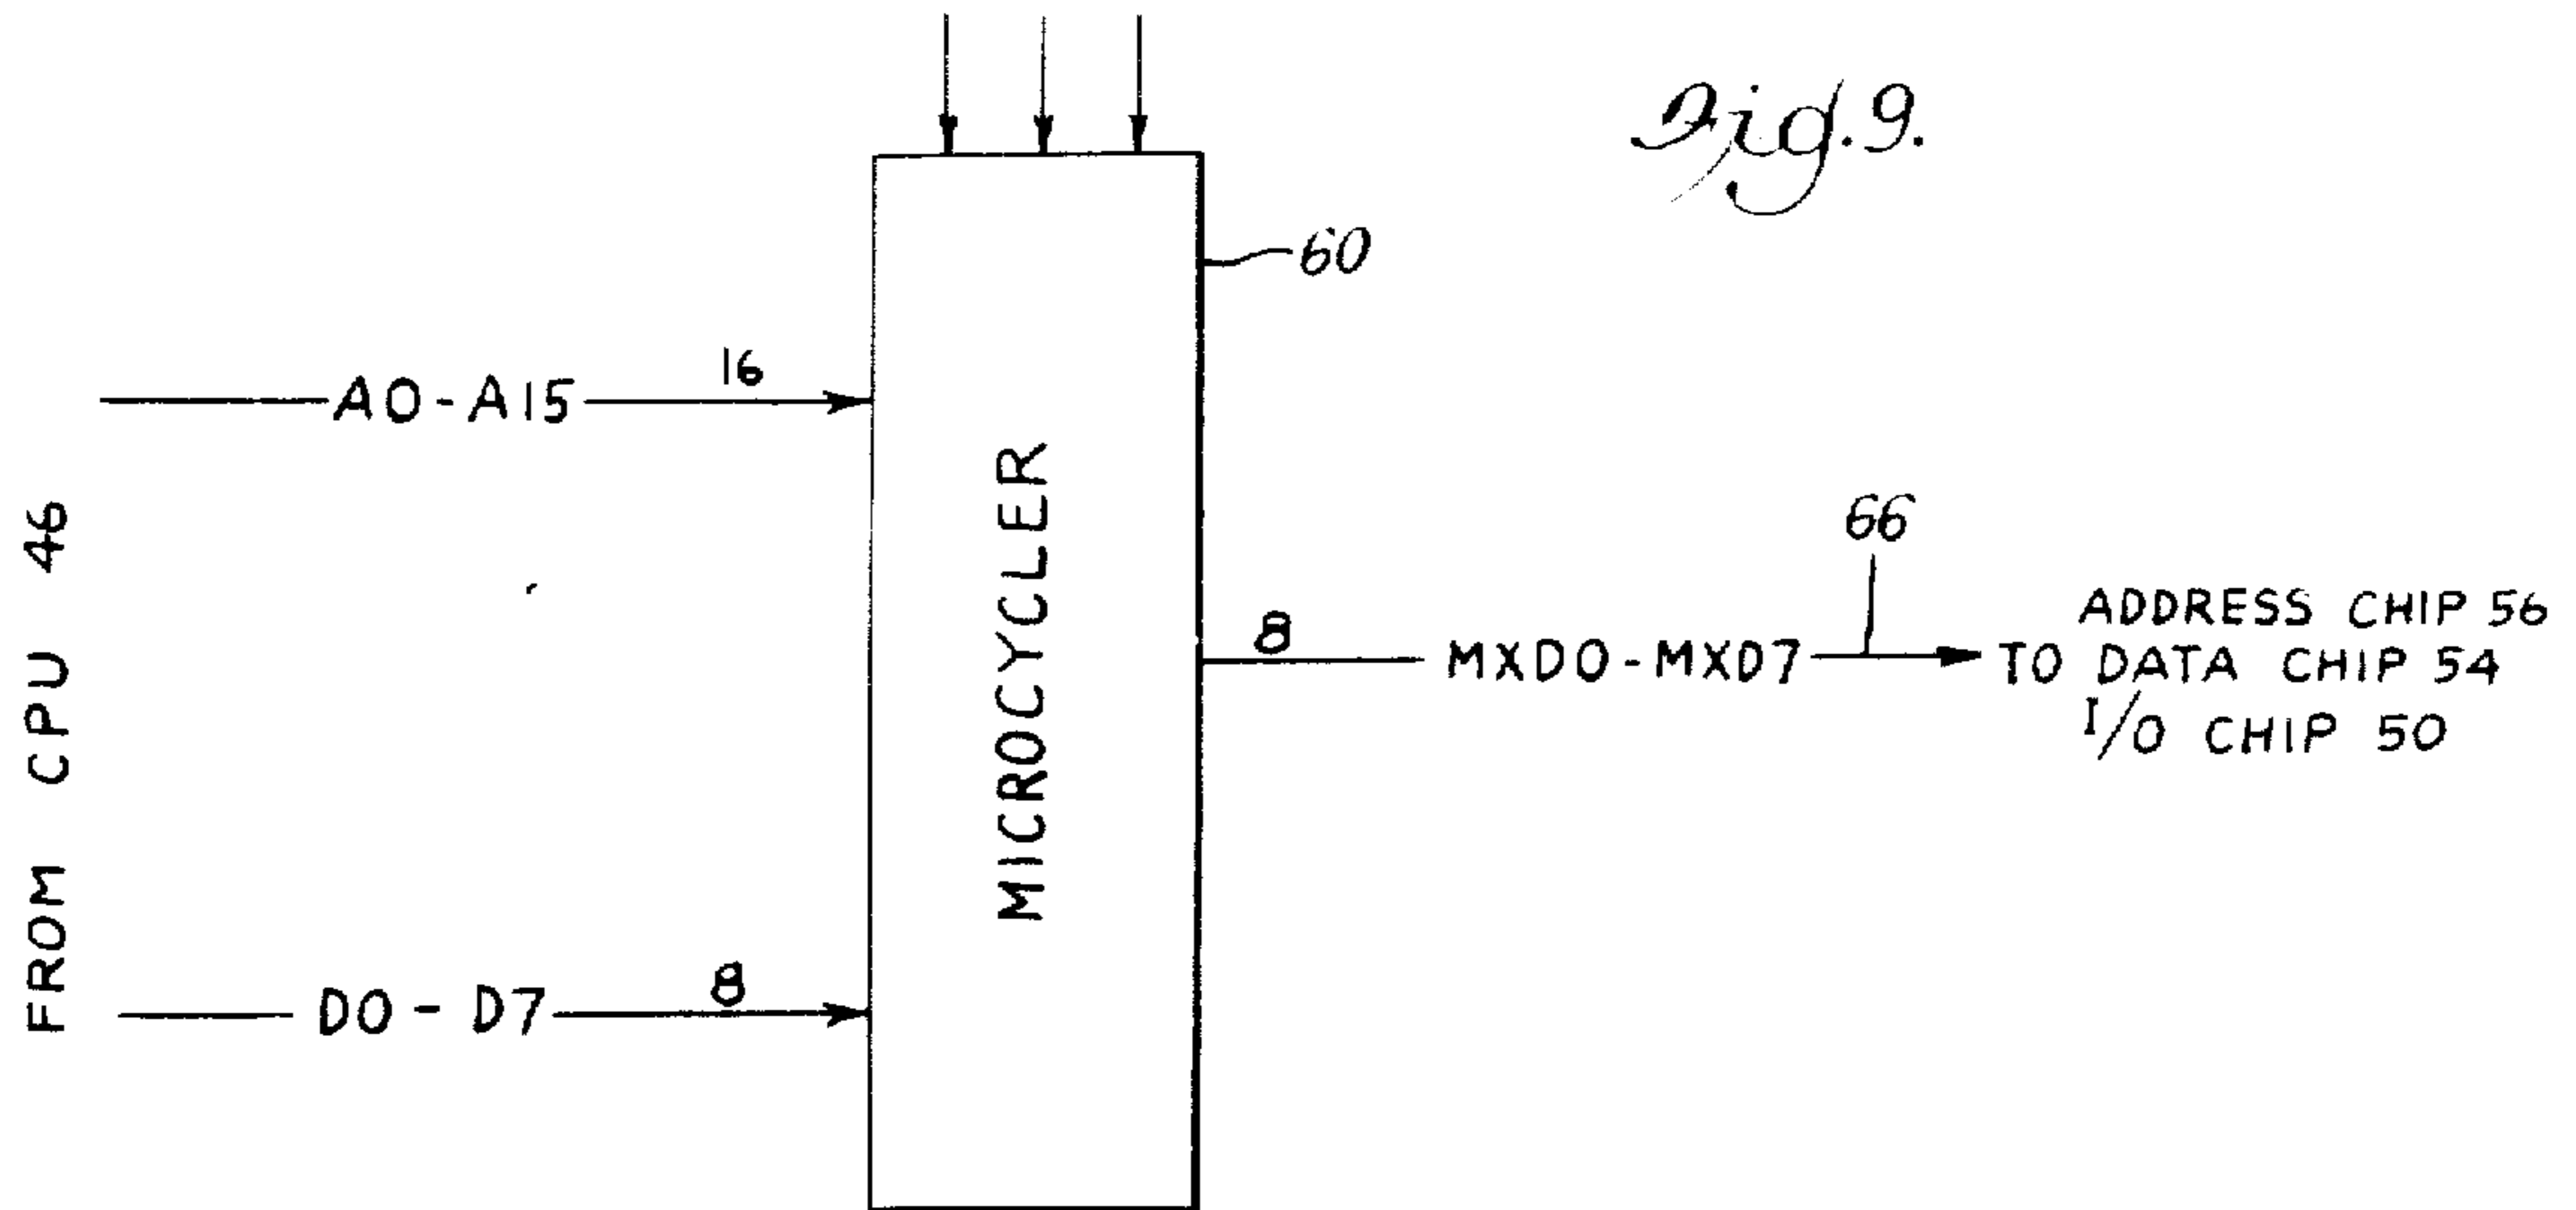 Fig. 9.
60
16
A0-A15
FROM CPU 46
MICROCYCLER
66
8
MXD0-MXD7
ADDRESS CHIP 56
TO DATA CHIP 54
I/O CHIP 50
8
D0-D7